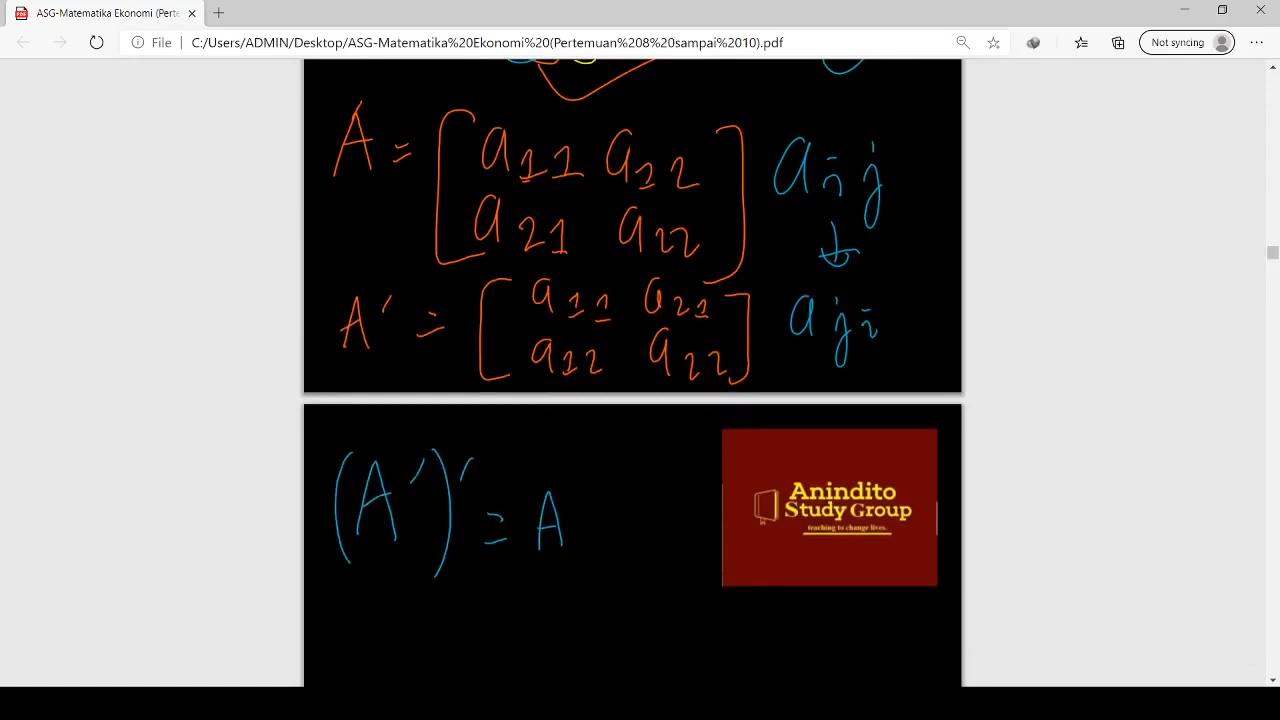 ASG-Matematika Ekonomi (Perte
File C:/Users/ADMIN/Desktop/ASG-Matematika%20Ekonomi%20(Pertemuan%208%20sampai%2010).pdf Not syncing
A = [ a11 a12
a21 a22 ] aij
A' = [ a11 a21
a12 a22 ] aji
(A')' = A
Anindito
Study Group
teaching to change lives.